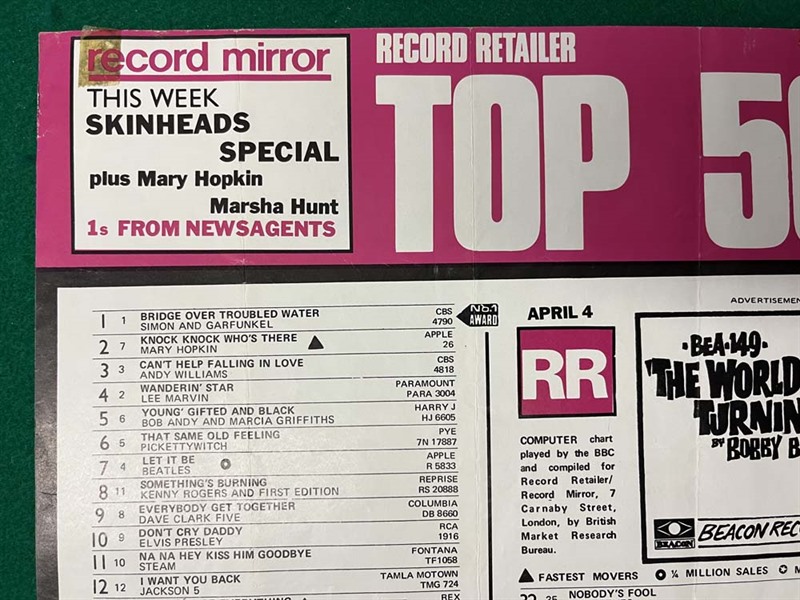 record mirror
THIS WEEK
SKINHEADS
SPECIAL
plus Mary Hopkin
Marsha Hunt
1s FROM NEWSAGENTS
RECORD RETAILER
TOP 50
1 1 BRIDGE OVER TROUBLED WATER CBS
SIMON AND GARFUNKEL 4790
No.1
AWARD
2 7 KNOCK KNOCK WHO'S THERE ▲ APPLE
MARY HOPKIN 26
3 3 CAN'T HELP FALLING IN LOVE CBS
ANDY WILLIAMS 4818
4 2 WANDERIN' STAR PARAMOUNT
LEE MARVIN PARA 3004
5 6 YOUNG' GIFTED AND BLACK HARRY J
BOB ANDY AND MARCIA GRIFFITHS HJ 6605
6 5 THAT SAME OLD FEELING PYE
PICKETTYWITCH 7N 17887
7 4 LET IT BE APPLE
BEATLES R 5833
8 11 SOMETHING'S BURNING REPRISE
KENNY ROGERS AND FIRST EDITION RS 20888
9 8 EVERYBODY GET TOGETHER COLUMBIA
DAVE CLARK FIVE DB 8660
10 9 DON'T CRY DADDY RCA
ELVIS PRESLEY 1916
11 10 NA NA HEY KISS HIM GOODBYE FONTANA
STEAM TF1058
12 12 I WANT YOU BACK TAMLA MOTOWN
JACKSON 5 TMG 724
REX
APRIL 4
RR
COMPUTER chart
played by the BBC
and compiled for
Record Retailer/
Record Mirror, 7
Carnaby Street,
London, by British
Market Research
Bureau.
ADVERTISEMEN
·BEA·149·
'THE WORLD
TURNIN
BY BOBBY B
BEACON
BEACON REC
▲ FASTEST MOVERS ¼ MILLION SALES M
NOBODY'S FOOL